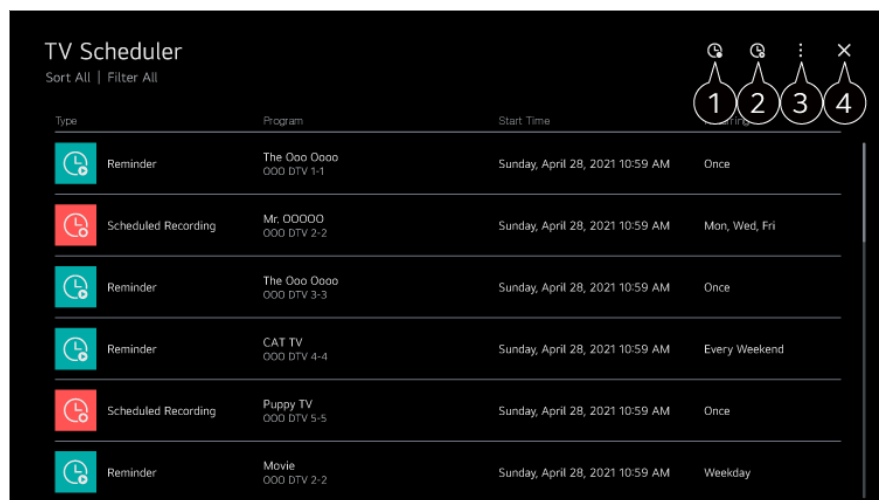 TV Scheduler
Sort All | Filter All
1 2 3 4
Type Program Start Time
Reminder The Ooo Oooo Sunday, April 28, 2021 10:59 AM Once
OOO DTV 1-1
Scheduled Recording Mr. OOOOO Sunday, April 28, 2021 10:59 AM Mon, Wed, Fri
OOO DTV 2-2
Reminder The Ooo Oooo Sunday, April 28, 2021 10:59 AM Once
OOO DTV 3-3
Reminder CAT TV Sunday, April 28, 2021 10:59 AM Every Weekend
OOO DTV 4-4
Scheduled Recording Puppy TV Sunday, April 28, 2021 10:59 AM Once
OOO DTV 5-5
Reminder Movie Sunday, April 28, 2021 10:59 AM Weekday
OOO DTV 2-2